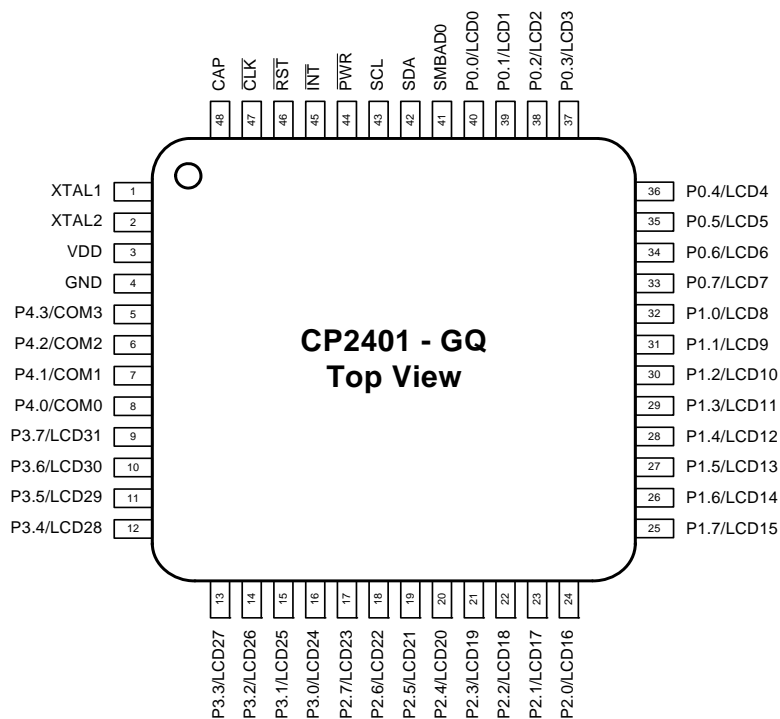 CAP
C̅L̅K̅
R̅S̅T̅
I̅N̅T̅
P̅W̅R̅
SCL
SDA
SMBAD0
P0.0/LCD0
P0.1/LCD1
P0.2/LCD2
P0.3/LCD3
48
47
46
45
44
43
42
41
40
39
38
37
XTAL1 1
XTAL2 2
VDD 3
GND 4
P4.3/COM3 5
P4.2/COM2 6
P4.1/COM1 7
P4.0/COM0 8
P3.7/LCD31 9
P3.6/LCD30 10
P3.5/LCD29 11
P3.4/LCD28 12
CP2401 - GQ
Top View
36 P0.4/LCD4
35 P0.5/LCD5
34 P0.6/LCD6
33 P0.7/LCD7
32 P1.0/LCD8
31 P1.1/LCD9
30 P1.2/LCD10
29 P1.3/LCD11
28 P1.4/LCD12
27 P1.5/LCD13
26 P1.6/LCD14
25 P1.7/LCD15
13
14
15
16
17
18
19
20
21
22
23
24
P3.3/LCD27
P3.2/LCD26
P3.1/LCD25
P3.0/LCD24
P2.7/LCD23
P2.6/LCD22
P2.5/LCD21
P2.4/LCD20
P2.3/LCD19
P2.2/LCD18
P2.1/LCD17
P2.0/LCD16